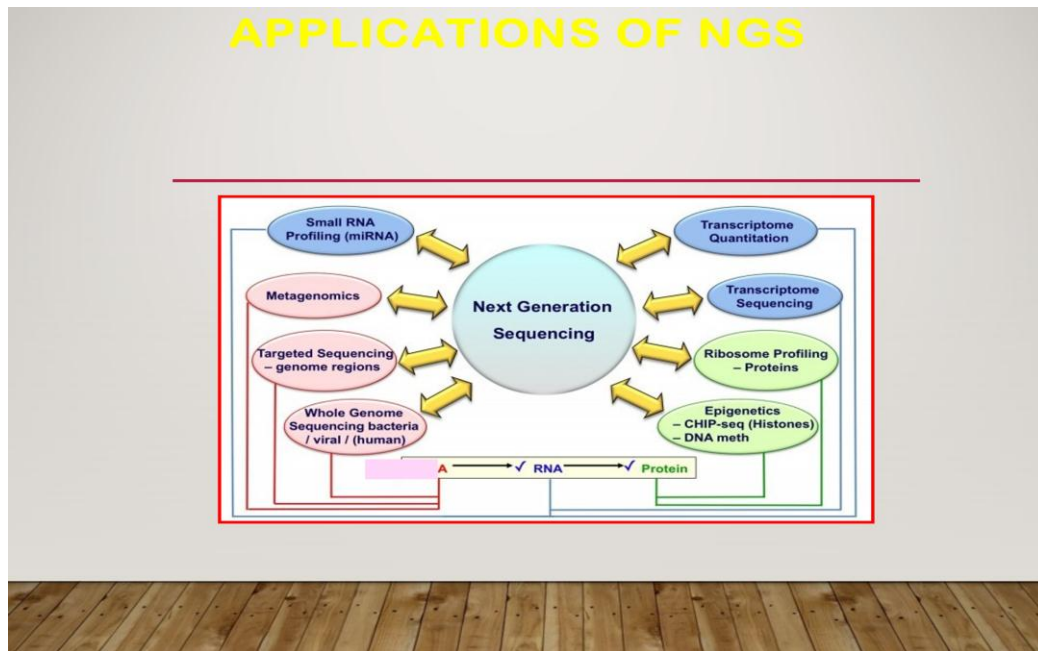 APPLICATIONS OF NGS
Small RNA
Profiling (miRNA)
Metagenomics
Targeted Sequencing
– genome regions
Whole Genome
Sequencing bacteria
/ viral / (human)
Next Generation
Sequencing
Transcriptome
Quantitation
Transcriptome
Sequencing
Ribosome Profiling
– Proteins
Epigenetics
– CHIP-seq (Histones)
– DNA meth
A ✓ RNA ✓ Protein